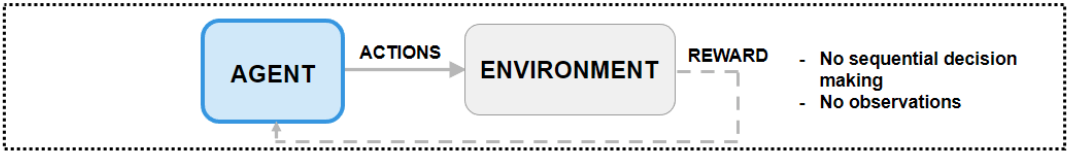 AGENT
ACTIONS
ENVIRONMENT
REWARD
- No sequential decision
making
- No observations